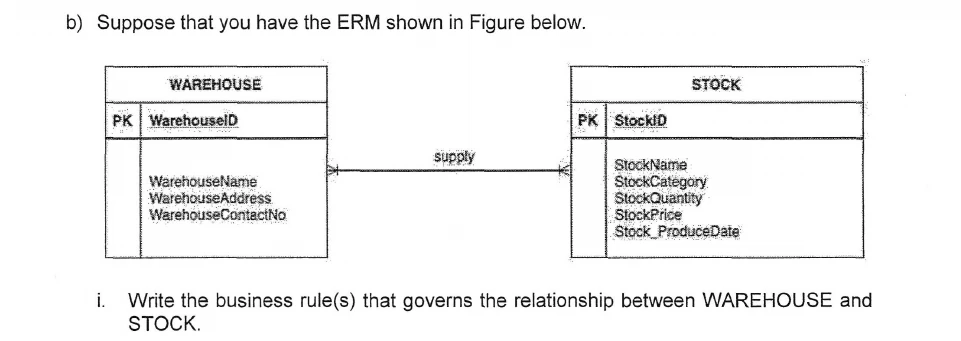 b) Suppose that you have the ERM shown in Figure below.
WAREHOUSE
PK WarehouseID
WarehouseName
WarehouseAddress
WarehouseContactNo
supply
STOCK
PK StockID
StockName
StockCategory
StockQuantity
StockPrice
Stock_ProduceDate
i. Write the business rule(s) that governs the relationship between WAREHOUSE and
STOCK.